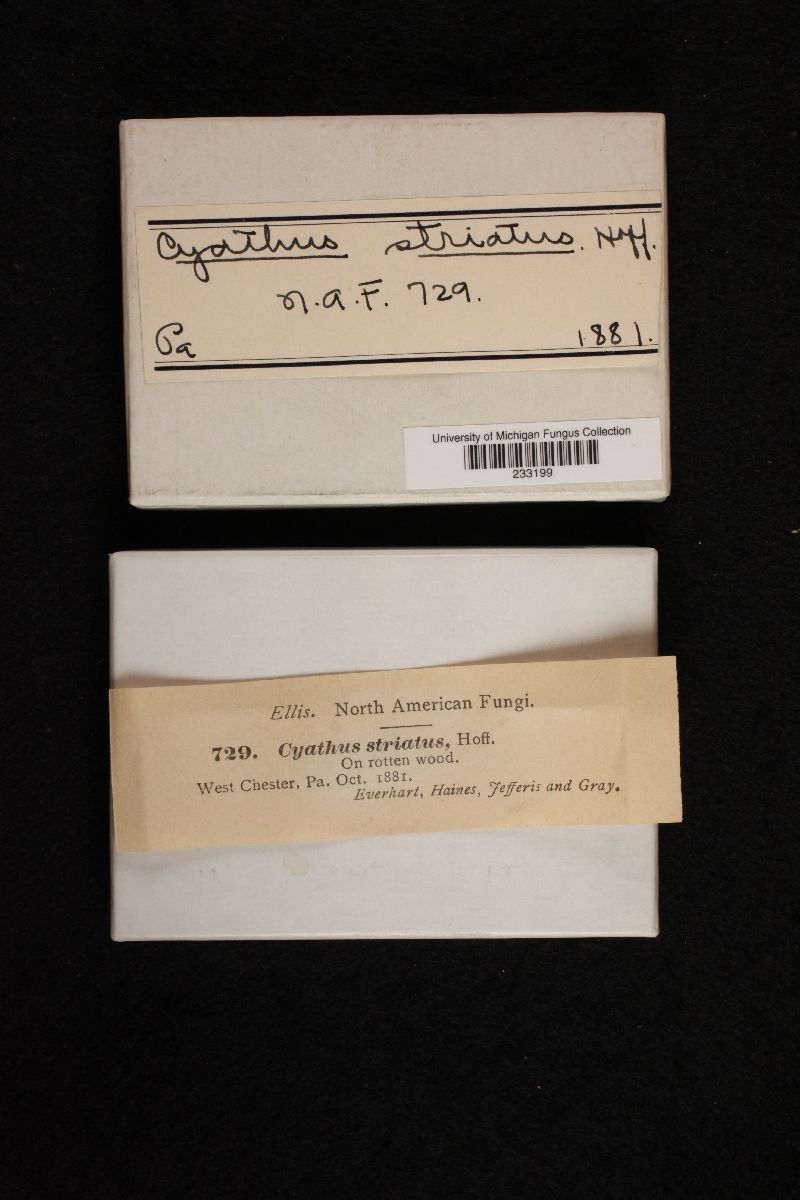 Cyathus striatus. Hoff.
N.A.F. 729.
Pa 1881.
University of Michigan Fungus Collection
233199
Ellis. North American Fungi.
729. Cyathus striatus, Hoff.
On rotten wood.
West Chester, Pa. Oct. 1881.
Everhart, Haines, Jefferis and Gray.